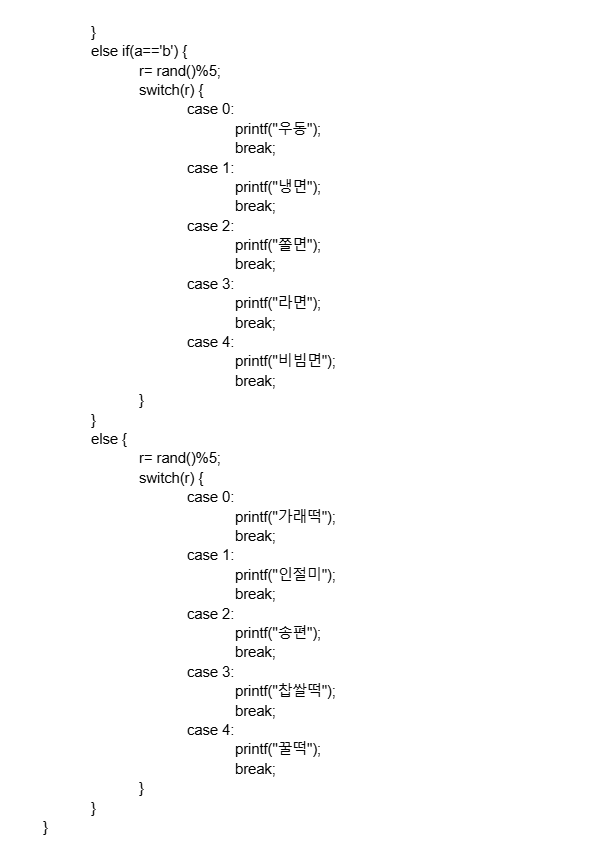 }
else if(a=='b') {
r= rand()%5;
switch(r) {
case 0:
printf("우동");
break;
case 1:
printf("냉면");
break;
case 2:
printf("쫄면");
break;
case 3:
printf("라면");
break;
case 4:
printf("비빔면");
break;
}
}
else {
r= rand()%5;
switch(r) {
case 0:
printf("가래떡");
break;
case 1:
printf("인절미");
break;
case 2:
printf("송편");
break;
case 3:
printf("찹쌀떡");
break;
case 4:
printf("꿀떡");
break;
}
}
}